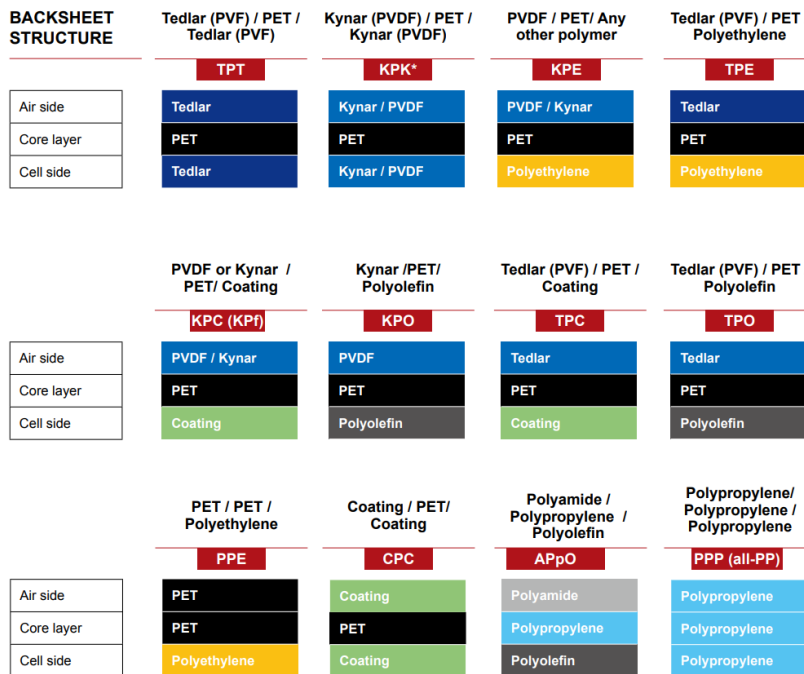 BACKSHEET
STRUCTURE
Tedlar (PVF) / PET /
Tedlar (PVF)
Kynar (PVDF) / PET /
Kynar (PVDF)
PVDF / PET/ Any
other polymer
Tedlar (PVF) / PET
Polyethylene
TPT
KPK*
KPE
TPE
Air side
Tedlar
Kynar / PVDF
PVDF / Kynar
Tedlar
Core layer
PET
PET
PET
PET
Cell side
Tedlar
Kynar / PVDF
Polyethylene
Polyethylene
PVDF or Kynar /
PET/ Coating
Kynar /PET/
Polyolefin
Tedlar (PVF) / PET /
Coating
Tedlar (PVF) / PET
Polyolefin
KPC (KPf)
KPO
TPC
TPO
Air side
PVDF / Kynar
PVDF
Tedlar
Tedlar
Core layer
PET
PET
PET
PET
Cell side
Coating
Polyolefin
Coating
Polyolefin
PET / PET /
Polyethylene
Coating / PET/
Coating
Polyamide /
Polypropylene /
Polyolefin
Polypropylene/
Polypropylene /
Polypropylene
PPE
CPC
APpO
PPP (all-PP)
Air side
PET
Coating
Polyamide
Polypropylene
Core layer
PET
PET
Polypropylene
Polypropylene
Cell side
Polyethylene
Coating
Polyolefin
Polypropylene